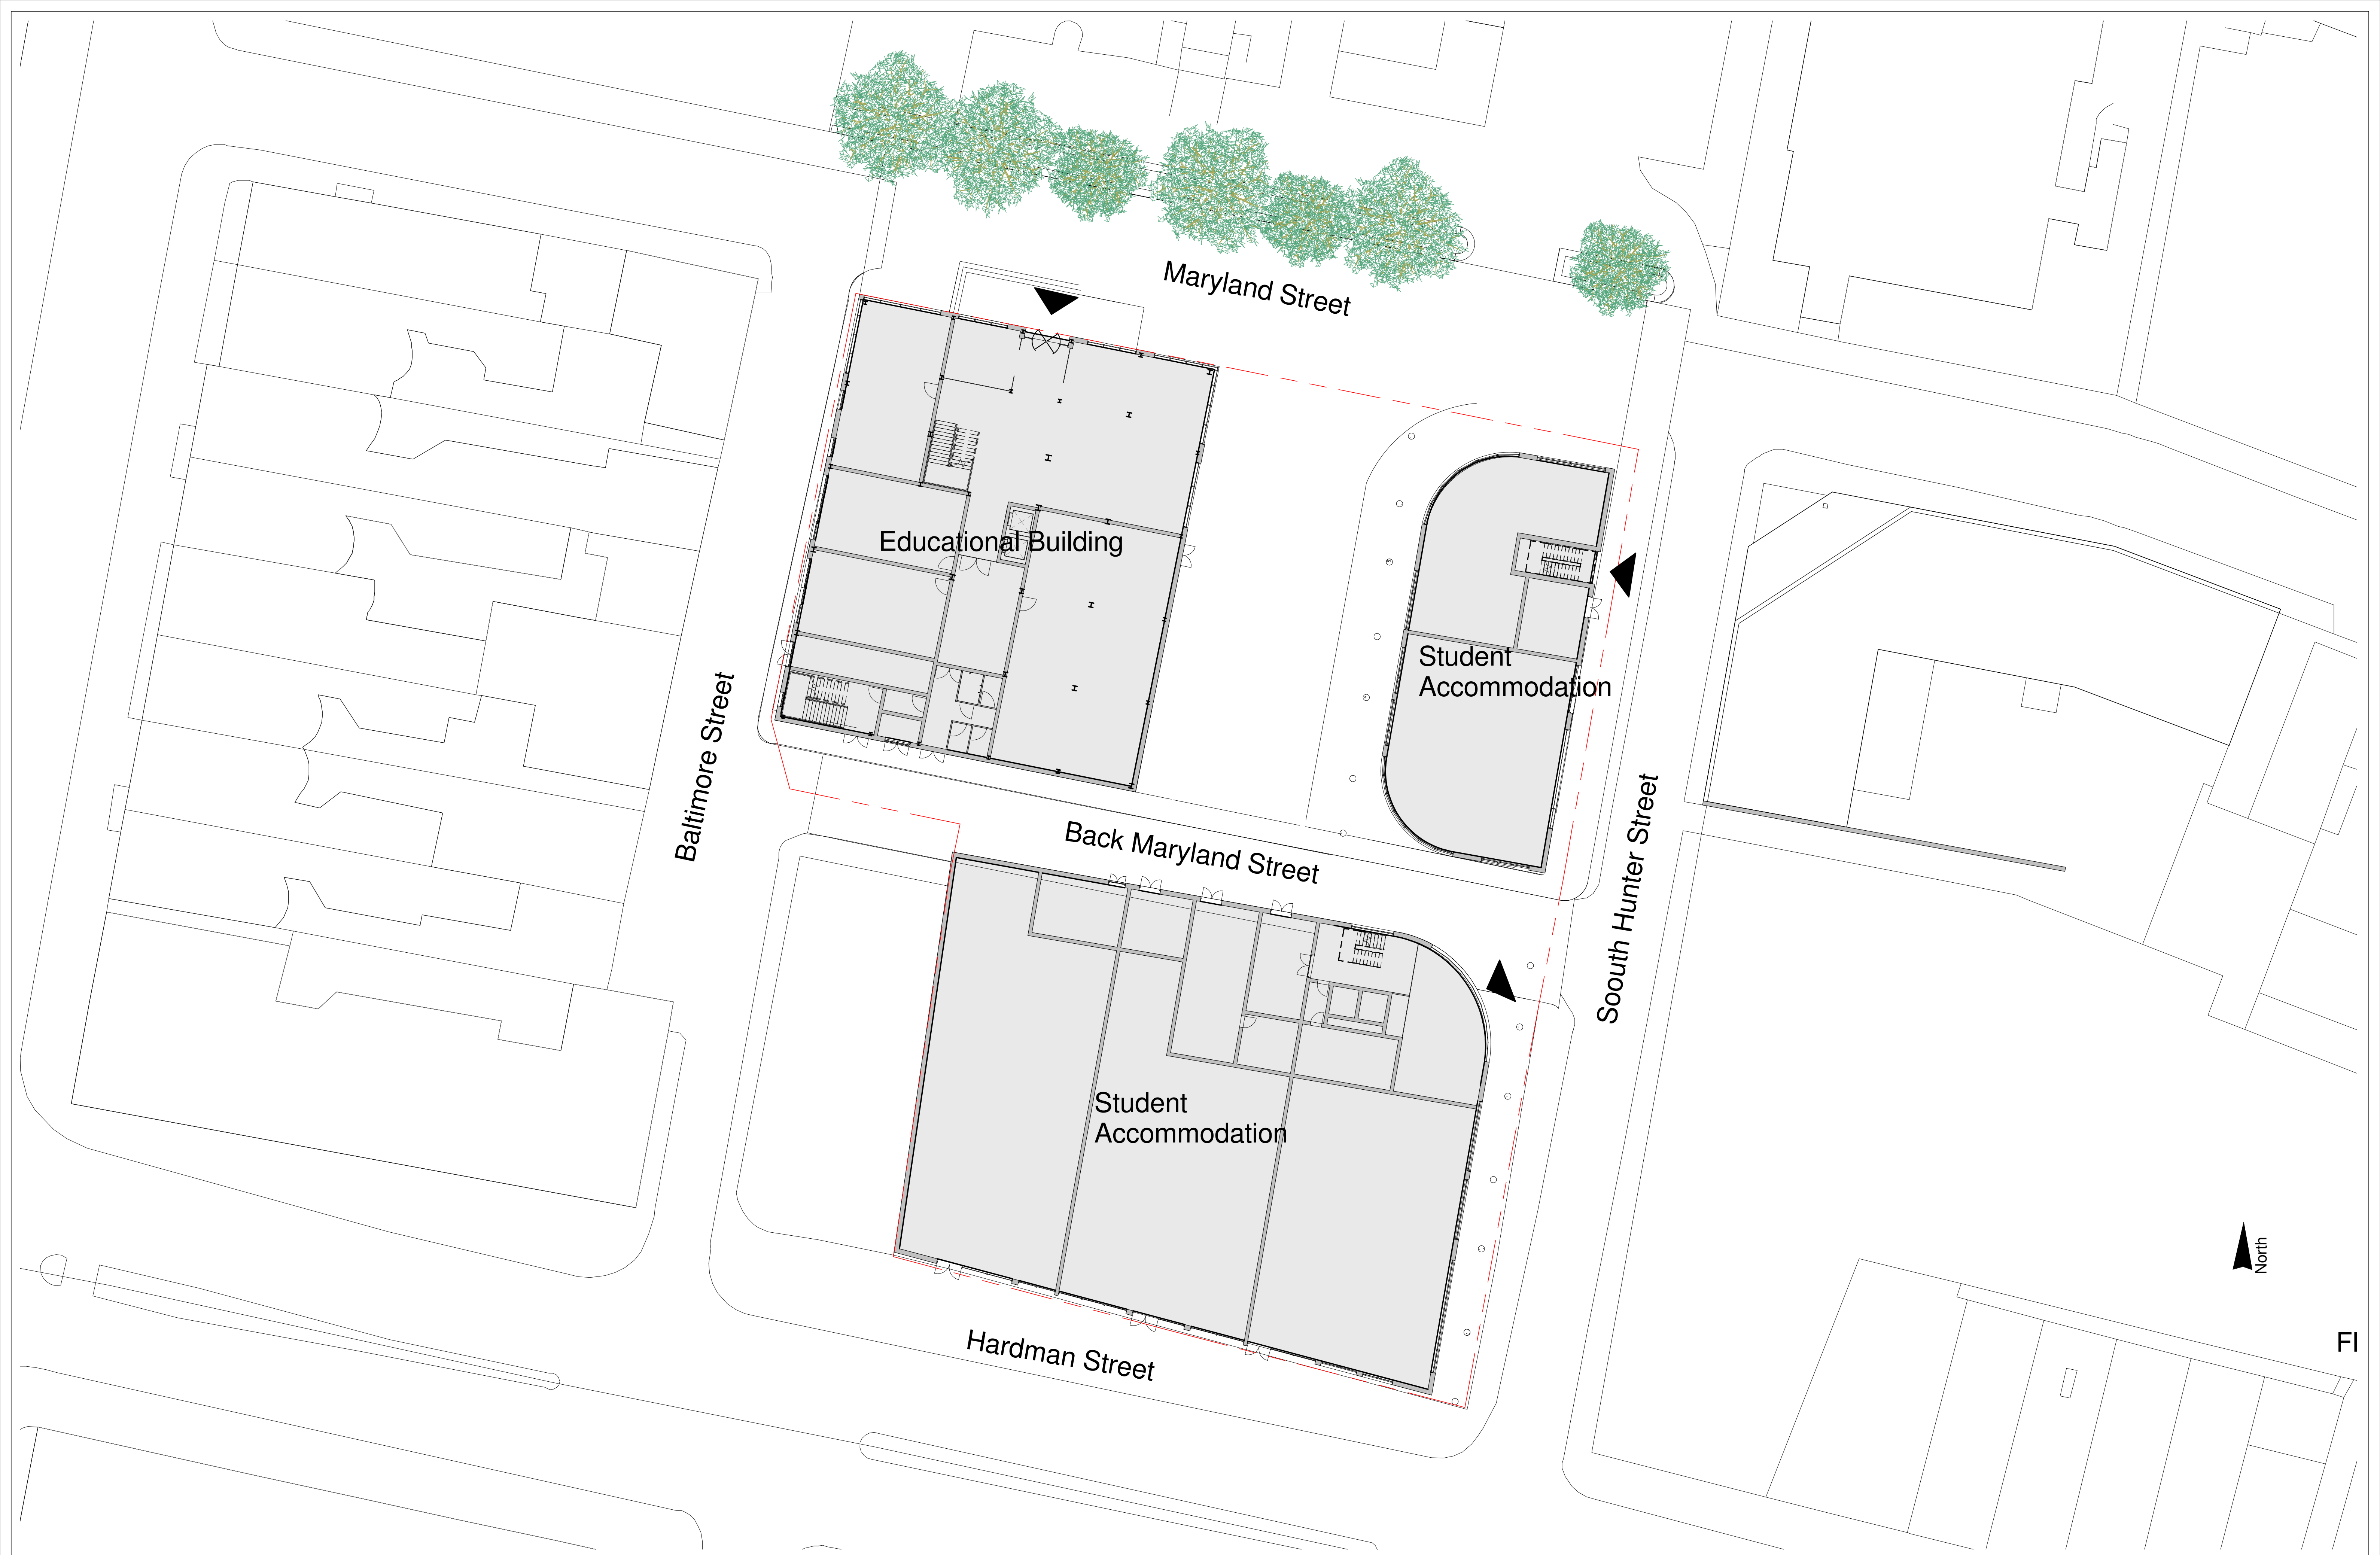 Maryland Street
Educational Building
Student
Accommodation
Baltimore Street
Back Maryland Street
Soouth Hunter Street
Student
Accommodation
North
Hardman Street